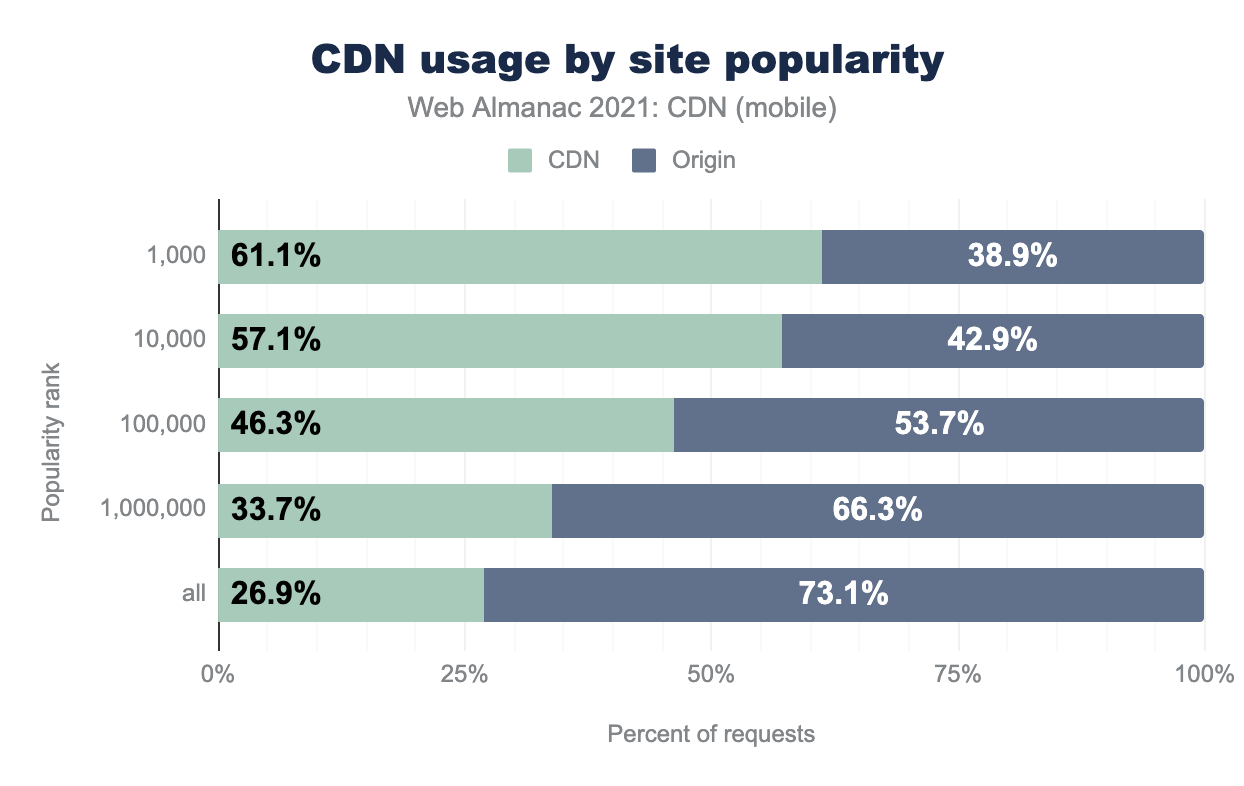 CDN usage by site popularity
Web Almanac 2021: CDN (mobile)
CDN Origin
1,000 61.1% 38.9%
10,000 57.1% 42.9%
100,000 46.3% 53.7%
1,000,000 33.7% 66.3%
all 26.9% 73.1%
Popularity rank
0% 25% 50% 75% 100%
Percent of requests